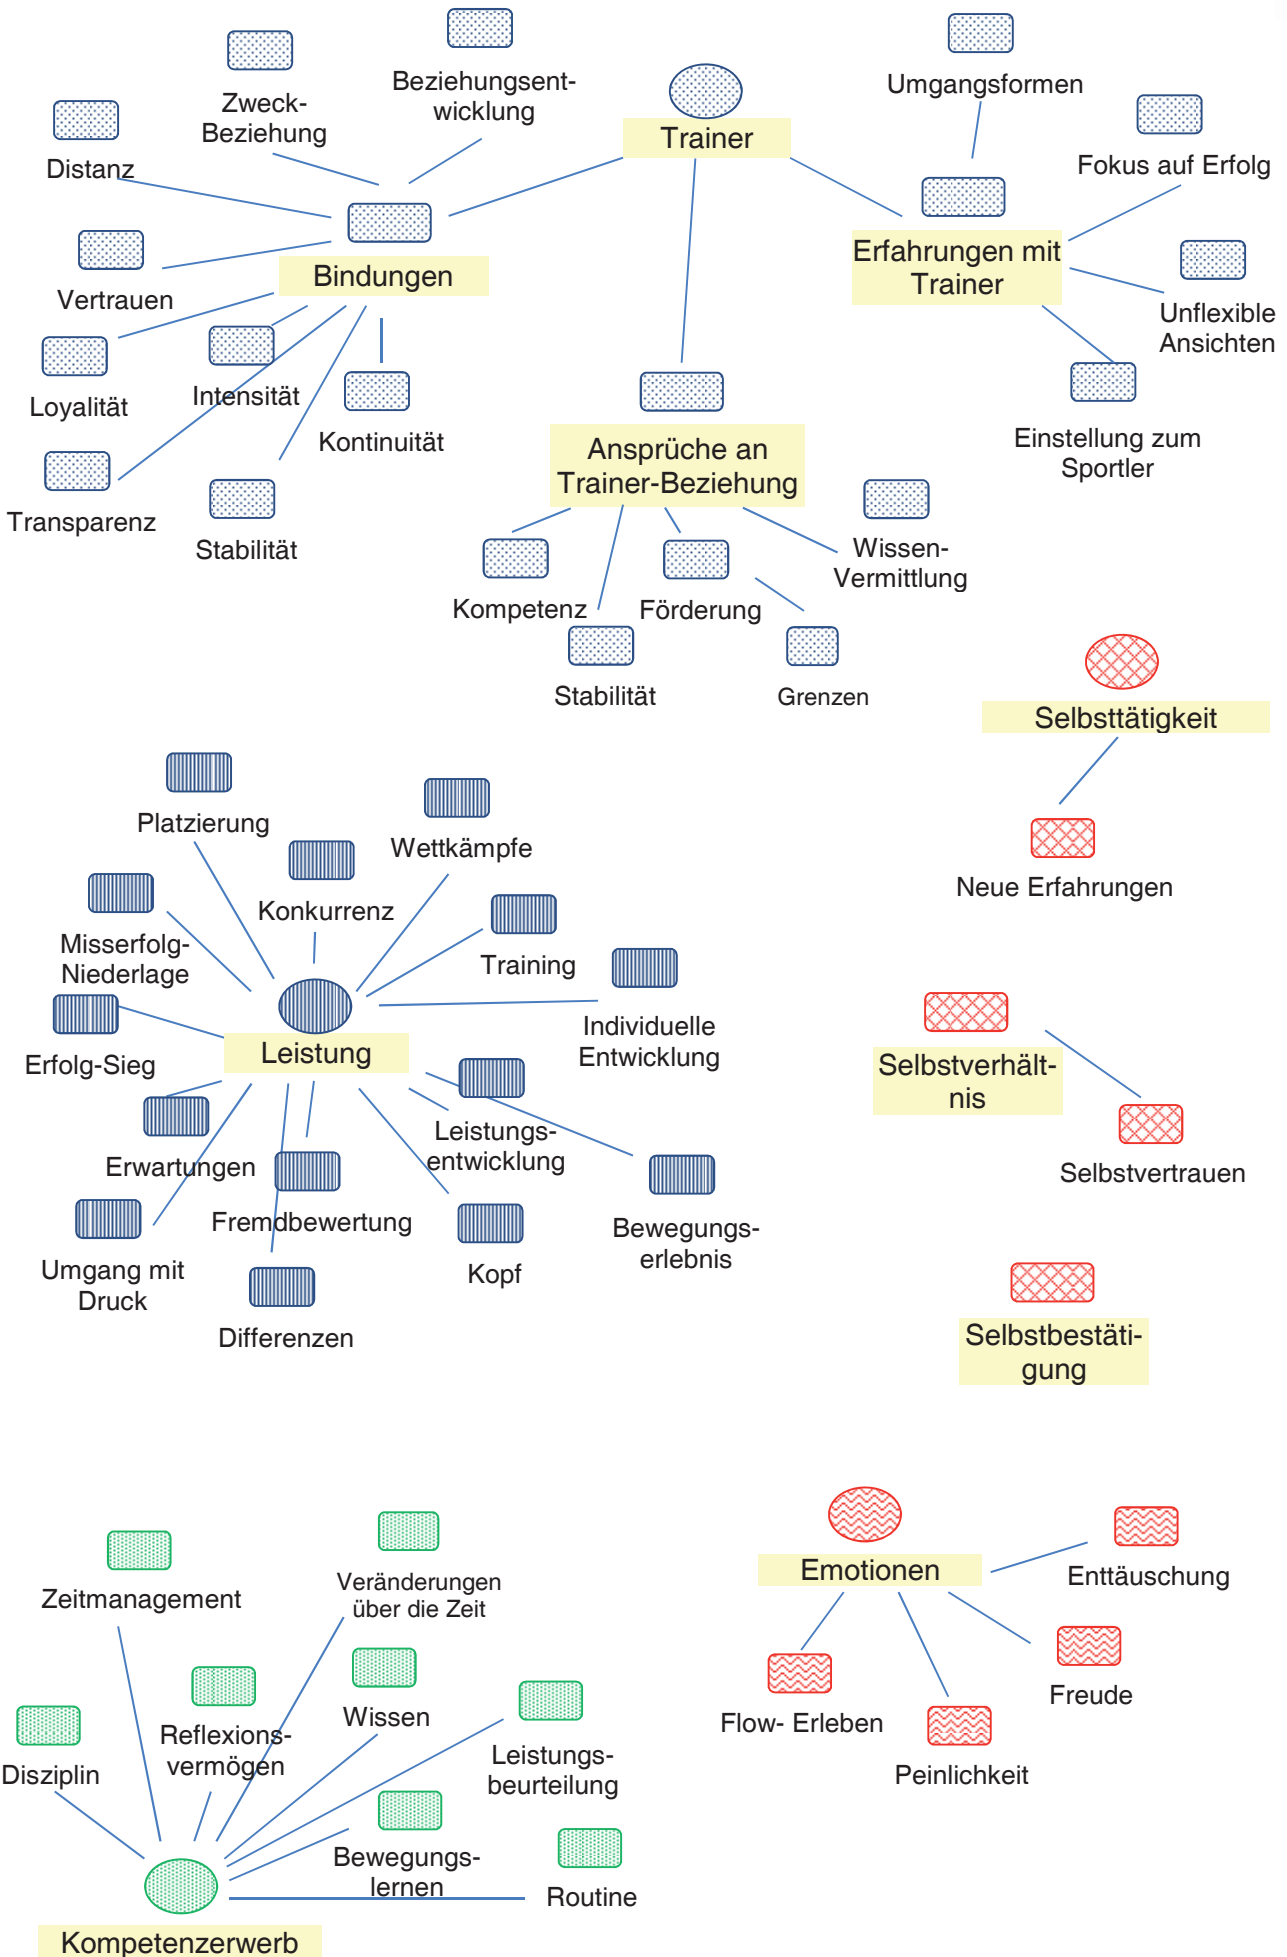 Beziehungsent-
wicklung
Zweck-
Beziehung
Distanz
Vertrauen
Bindungen
Loyalität
Intensität
Kontinuität
Transparenz
Stabilität
Trainer
Umgangsformen
Fokus auf Erfolg
Erfahrungen mit
Trainer
Unflexible
Ansichten
Einstellung zum
Sportler
Ansprüche an
Trainer-Beziehung
Wissen-
Vermittlung
Kompetenz
Förderung
Stabilität
Grenzen
Selbsttätigkeit
Neue Erfahrungen
Selbstverhält-
nis
Selbstvertrauen
Selbstbestäti-
gung
Platzierung
Wettkämpfe
Konkurrenz
Misserfolg-
Niederlage
Training
Individuelle
Entwicklung
Erfolg-Sieg
Leistung
Leistungs-
entwicklung
Erwartungen
Fremdbewertung
Bewegungs-
erlebnis
Umgang mit
Druck
Kopf
Differenzen
Emotionen
Enttäuschung
Freude
Flow- Erleben
Peinlichkeit
Zeitmanagement
Veränderungen
über die Zeit
Reflexions-
vermögen
Wissen
Disziplin
Leistungs-
beurteilung
Bewegungs-
lernen
Routine
Kompetenzerwerb